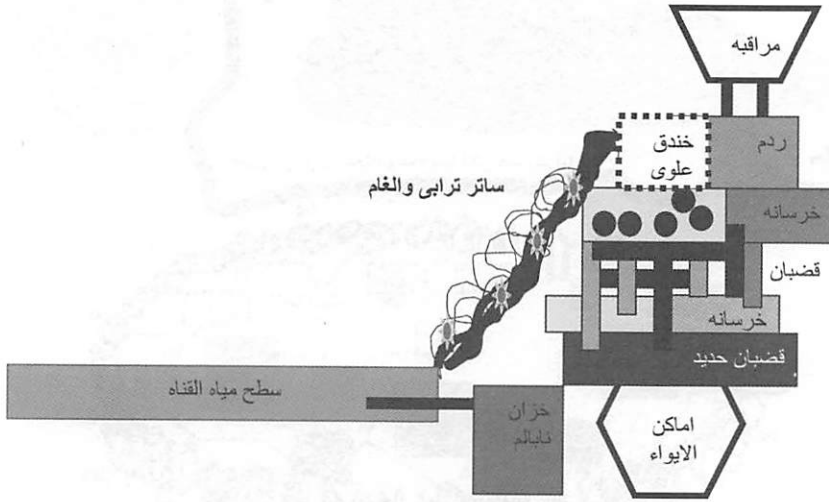 مراقبه
خندق
علوى
ردم
ساتر ترابى والغام
خرسانه
قضبان
خرسانه
قضبان حديد
سطح مياه القناه
خزان
نابالم
اماكن
الايواء